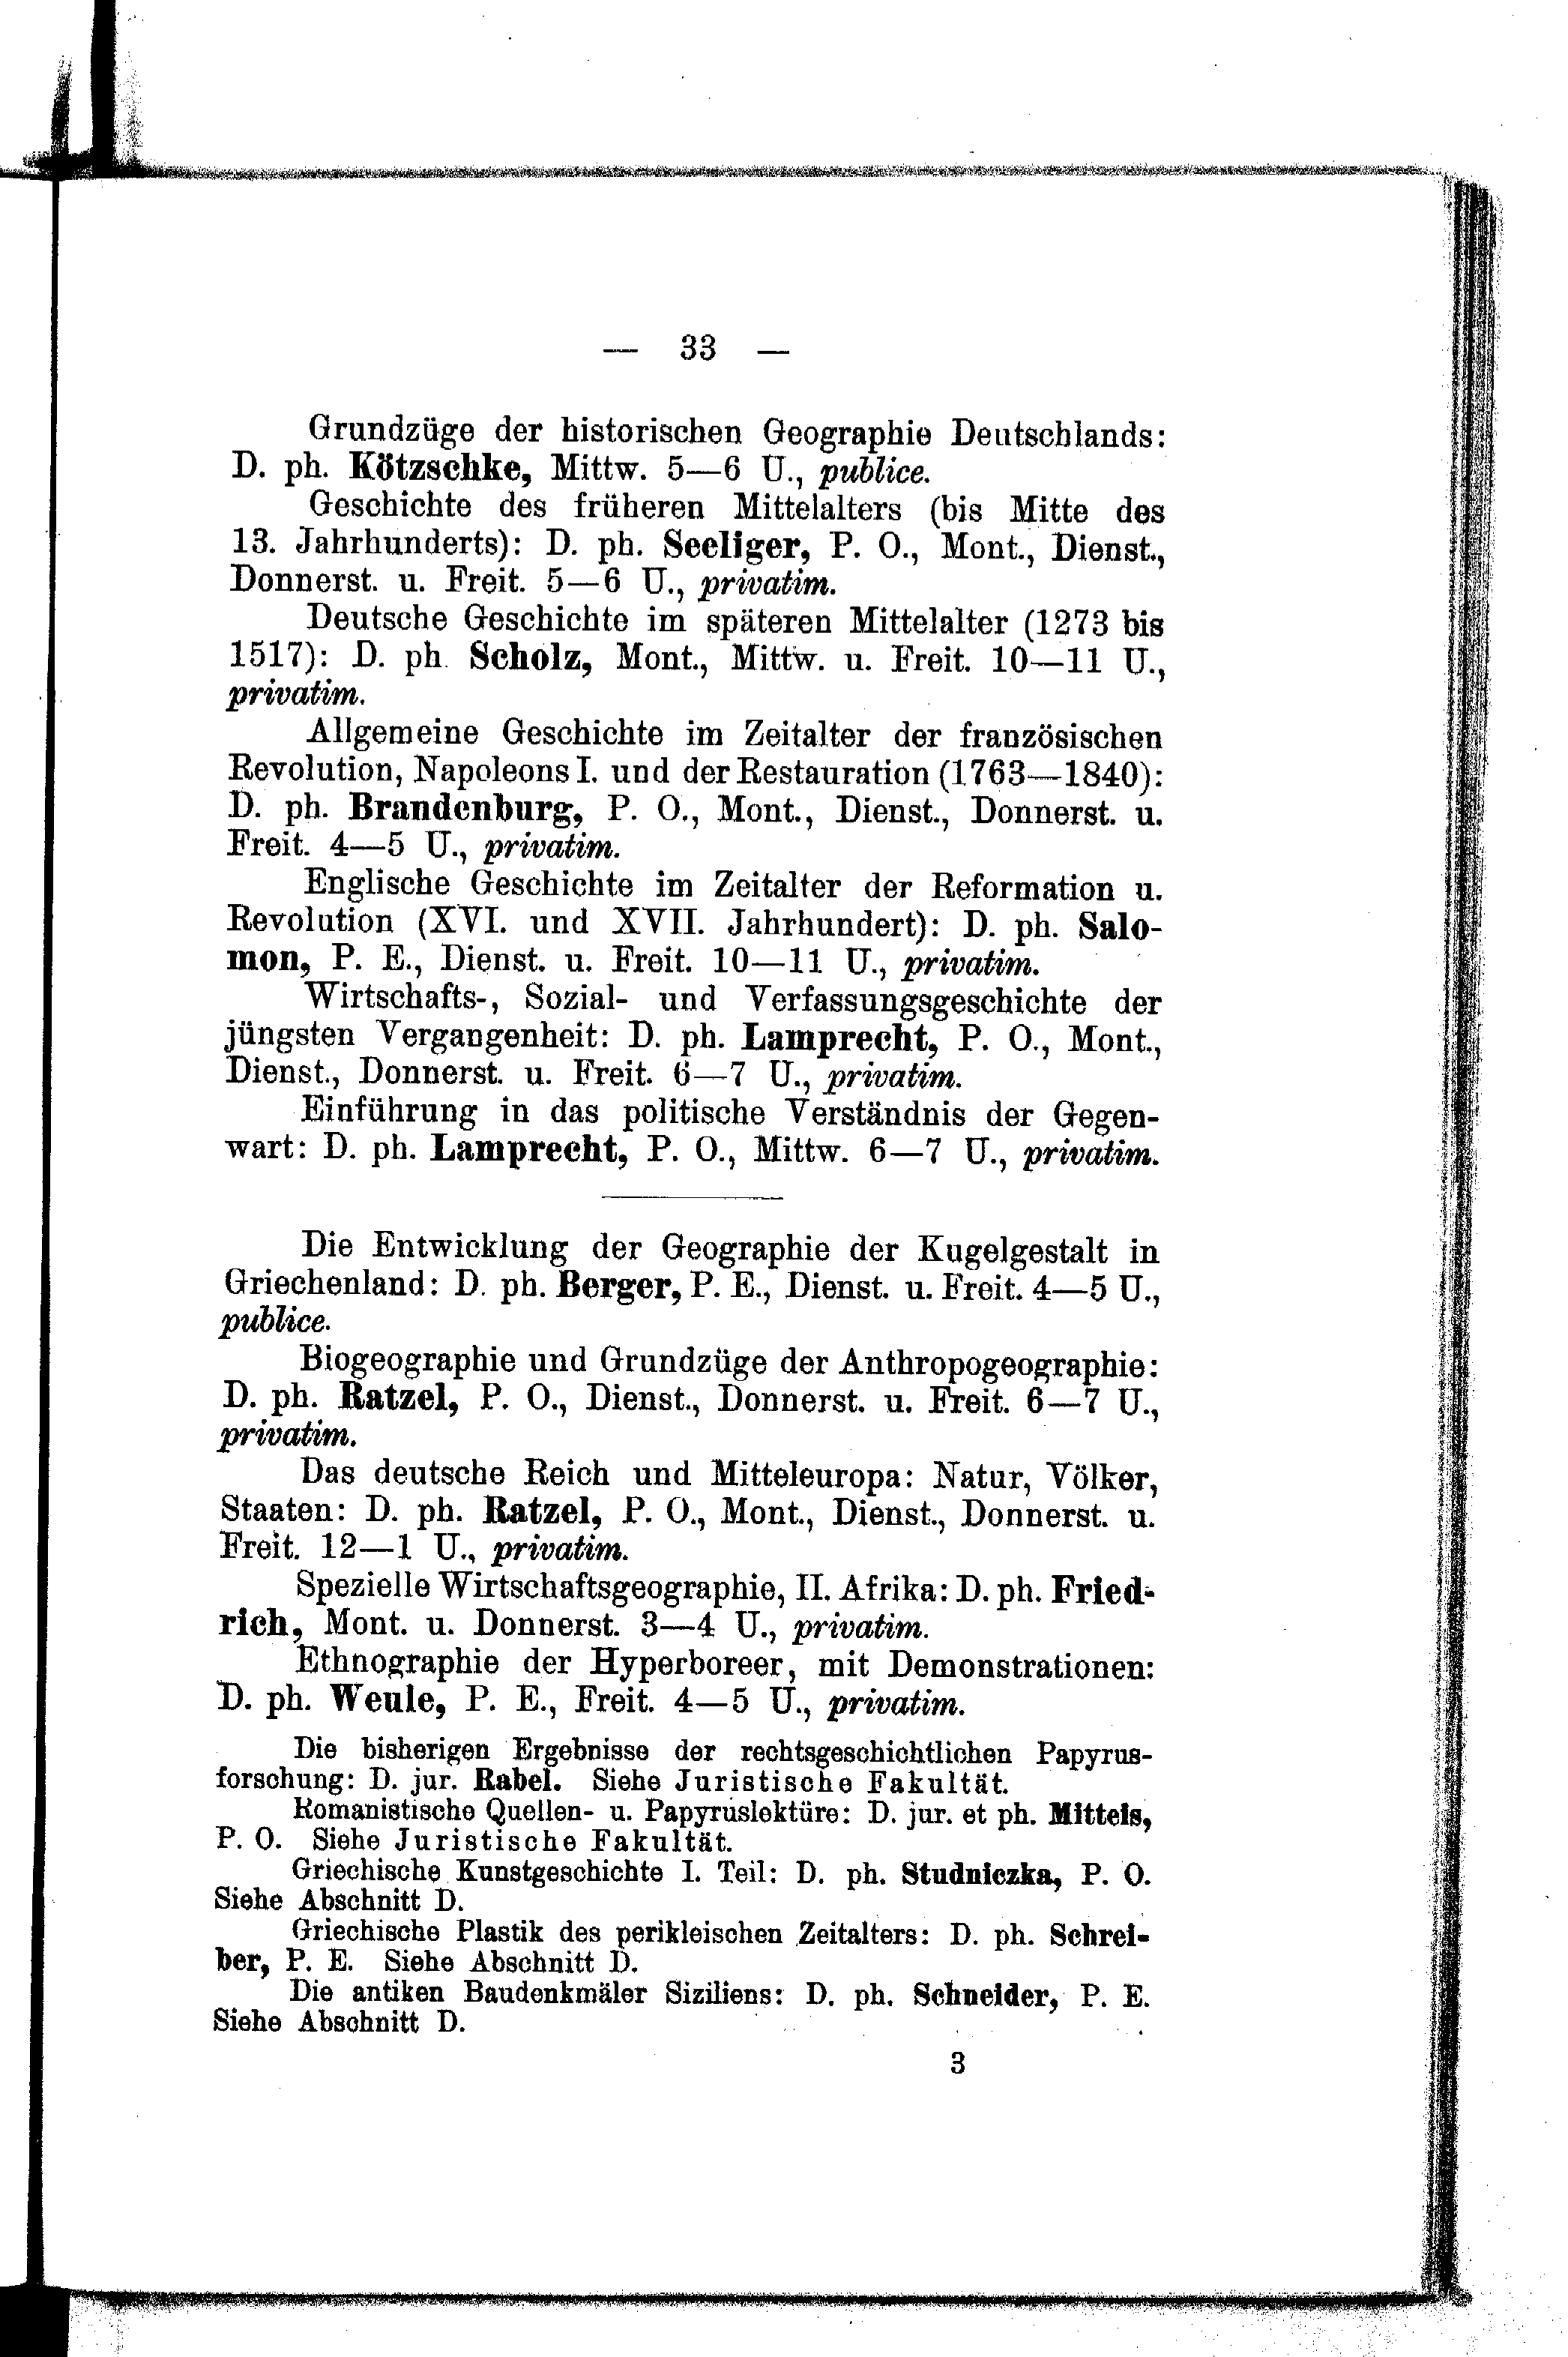 — 33 —
Grundzüge der historischen Geographie Deutschlands:
D. ph. Kötzschke, Mittw. 5—6 U., publice.
Geschichte des früheren Mittelalters (bis Mitte des
13. Jahrhunderts): D. ph. Seeliger, P. O., Mont., Dienst.,
Donnerst. u. Freit. 5—6 U., privatim.
Deutsche Geschichte im späteren Mittelalter (1273 bis
1517): D. ph. Scholz, Mont., Mittw. u. Freit. 10—11 U.,
privatim.
Allgemeine Geschichte im Zeitalter der französischen
Revolution, Napoleons I. und der Restauration (1763—1840):
D. ph. Brandenburg, P. O., Mont., Dienst., Donnerst. u.
Freit. 4—5 U., privatim.
Englische Geschichte im Zeitalter der Reformation u.
Revolution (XVI. und XVII. Jahrhundert): D. ph. Salo-
mon, P. E., Dienst. u. Freit. 10—11 U., privatim.
Wirtschafts-, Sozial- und Verfassungsgeschichte der
jüngsten Vergangenheit: D. ph. Lamprecht, P. O., Mont.,
Dienst., Donnerst. u. Freit. 6—7 U., privatim.
Einführung in das politische Verständnis der Gegen-
wart: D. ph. Lamprecht, P. O., Mittw. 6—7 U., privatim.
Die Entwicklung der Geographie der Kugelgestalt in
Griechenland: D. ph. Berger, P. E., Dienst. u. Freit. 4—5 U.,
publice.
Biogeographie und Grundzüge der Anthropogeographie:
D. ph. Ratzel, P. O., Dienst., Donnerst. u. Freit. 6—7 U.,
privatim.
Das deutsche Reich und Mitteleuropa: Natur, Völker,
Staaten: D. ph. Ratzel, P. O., Mont., Dienst., Donnerst. u.
Freit. 12—1 U., privatim.
Spezielle Wirtschaftsgeographie, II. Afrika: D. ph. Fried-
rich, Mont. u. Donnerst. 3—4 U., privatim.
Ethnographie der Hyperboreer, mit Demonstrationen:
D. ph. Weule, P. E., Freit. 4—5 U., privatim.
Die bisherigen Ergebnisse der rechtsgeschichtlichen Papyrus-
forschung: D. jur. Rabel. Siehe Juristische Fakultät.
Romanistische Quellen- u. Papyruslektüre: D. jur. et ph. Mitteis,
P. O. Siehe Juristische Fakultät.
Griechische Kunstgeschichte I. Teil: D. ph. Studniczka, P. O.
Siehe Abschnitt D.
Griechische Plastik des perikleischen Zeitalters: D. ph. Schrei-
ber, P. E. Siehe Abschnitt D.
Die antiken Baudenkmäler Siziliens: D. ph. Schneider, P. E.
Siehe Abschnitt D.
3